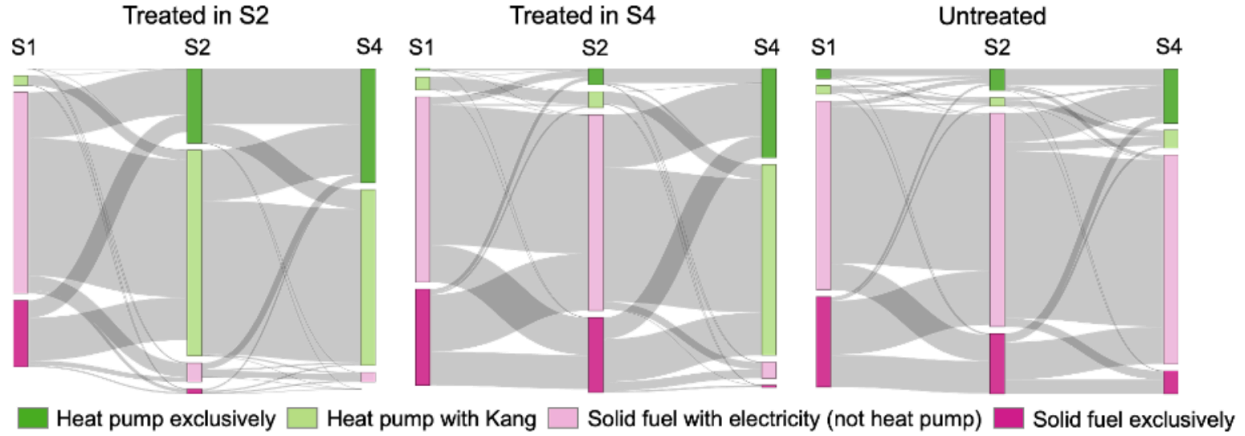 Treated in S2
Treated in S4
Untreated
S1 S2 S4
S1 S2 S4
S1 S2 S4
Heat pump exclusively
Heat pump with Kang
Solid fuel with electricity (not heat pump)
Solid fuel exclusively